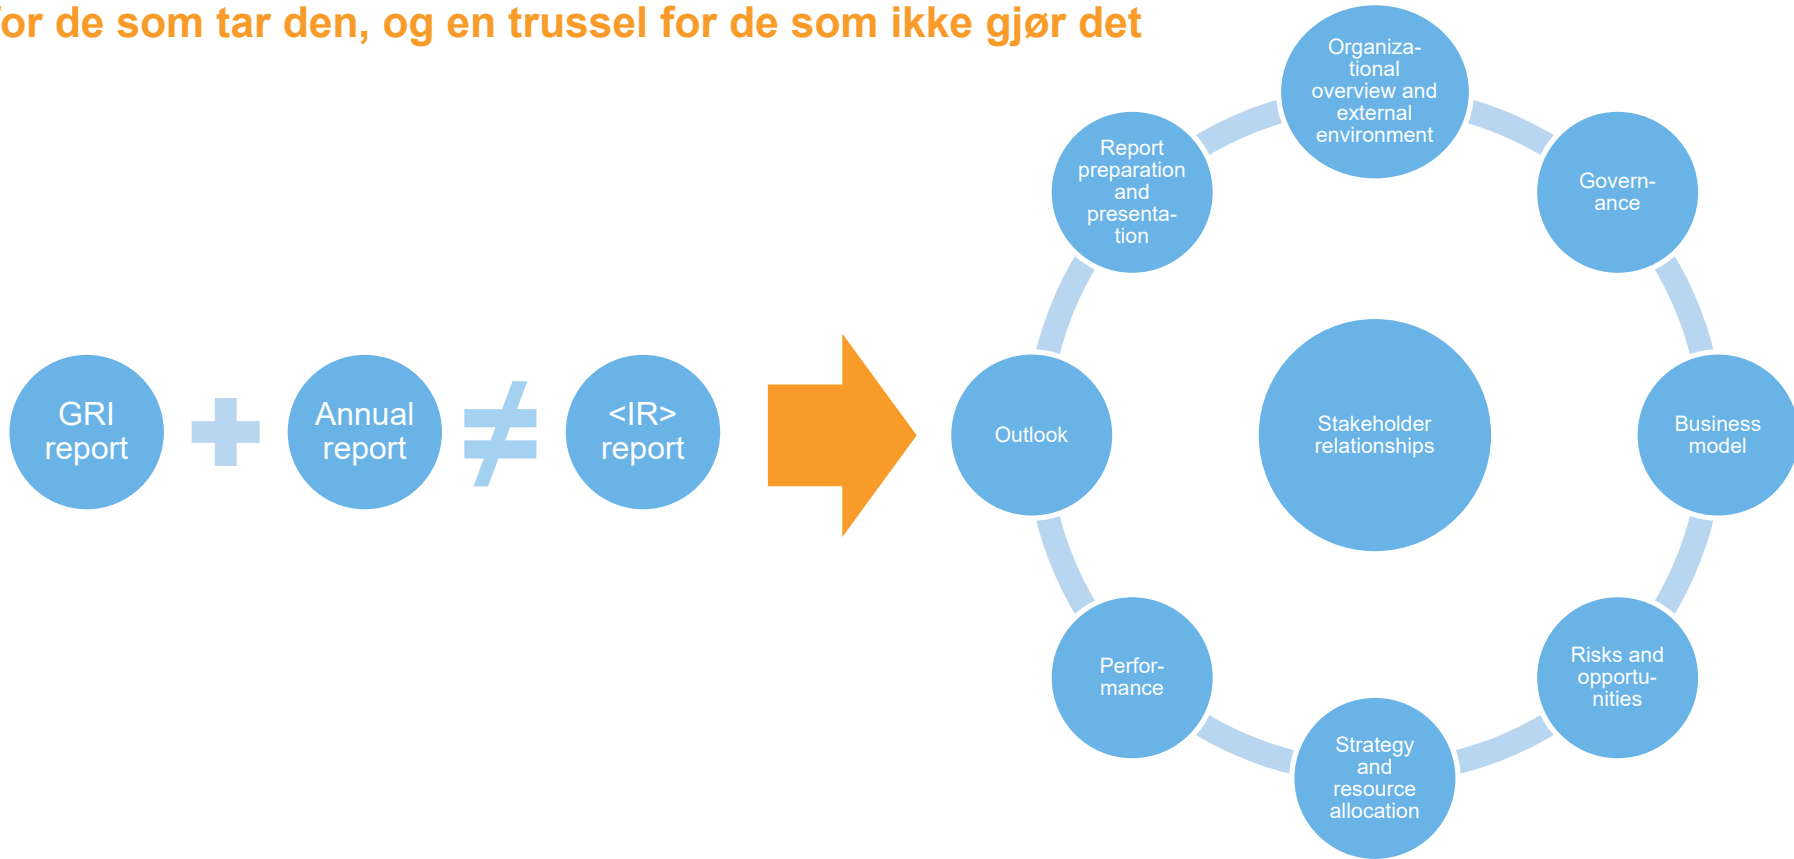 for de som tar den, og en trussel for de som ikke gjør det
GRI
report
Annual
report
≠
<IR>
report
Organiza-
tional
overview and
external
environment
Govern-
ance
Business
model
Risks and
opportu-
nities
Strategy
and
resource
allocation
Perfor-
mance
Outlook
Report
preparation
and
presenta-
tion
Stakeholder
relationships